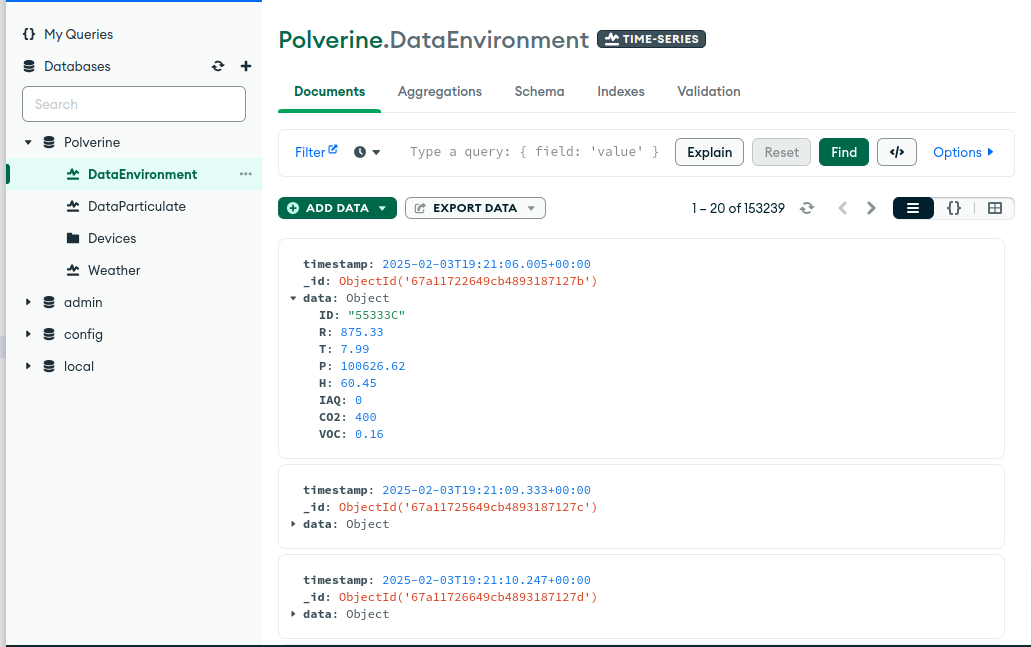 My Queries
Databases
Search
Polverine
DataEnvironment
DataParticulate
Devices
Weather
admin
config
local
Polverine.DataEnvironment TIME-SERIES
Documents Aggregations Schema Indexes Validation
Filter Type a query: { field: 'value' } Explain Reset Find </> Options
ADD DATA EXPORT DATA 1 – 20 of 153239 {}
timestamp: 2025-02-03T19:21:06.005+00:00
_id: ObjectId('67a11722649cb4893187127b')
data: Object
ID: "55333C"
R: 875.33
T: 7.99
P: 100626.62
H: 60.45
IAQ: 0
CO2: 400
VOC: 0.16
timestamp: 2025-02-03T19:21:09.333+00:00
_id: ObjectId('67a11725649cb4893187127c')
data: Object
timestamp: 2025-02-03T19:21:10.247+00:00
_id: ObjectId('67a11726649cb4893187127d')
data: Object